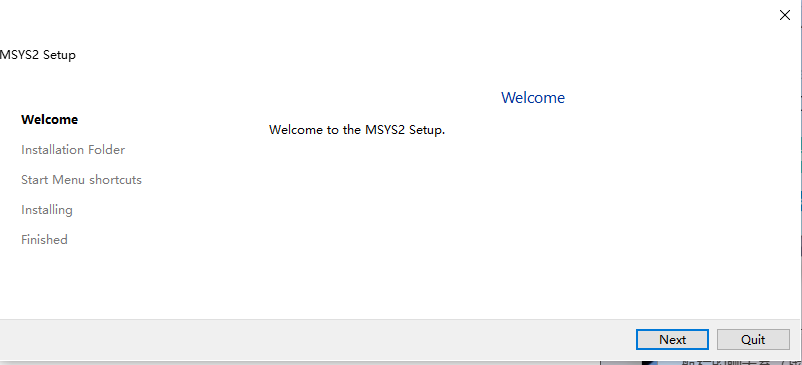 MSYS2 Setup
Welcome
Welcome
Welcome to the MSYS2 Setup.
Installation Folder
Start Menu shortcuts
Installing
Finished
Next
Quit